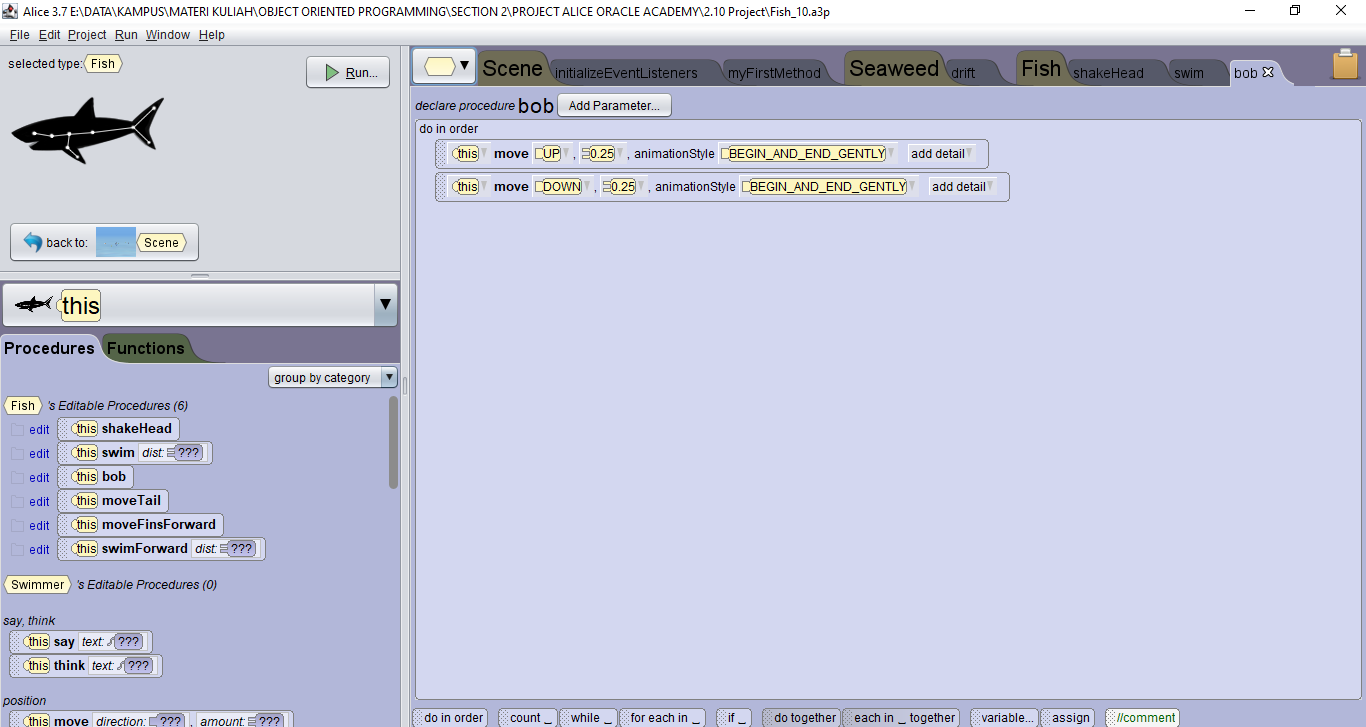 Alice 3.7 E:\DATA\KAMPUS\MATERI KULIAH\OBJECT ORIENTED PROGRAMMING\SECTION 2\PROJECT ALICE ORACLE ACADEMY\2.10 Project\Fish_10.a3p
File Edit Project Run Window Help
selected type: Fish
Run...
back to: Scene
this
Procedures Functions
group by category
Fish 's Editable Procedures (6)
edit this shakeHead
edit this swim dist: ???
edit this bob
edit this moveTail
edit this moveFinsForward
edit this swimForward dist: ???
Swimmer 's Editable Procedures (0)
say, think
this say text: ???
this think text: ???
position
this move direction: ??? , amount: ???
Scene initializeEventListeners myFirstMethod Seaweed drift Fish shakeHead swim bob
declare procedure bob Add Parameter...
do in order
this move UP , 0.25 , animationStyle BEGIN_AND_END_GENTLY add detail
this move DOWN , 0.25 , animationStyle BEGIN_AND_END_GENTLY add detail
do in order count _ while _ for each in _ if _ do together each in _ together variable... assign //comment